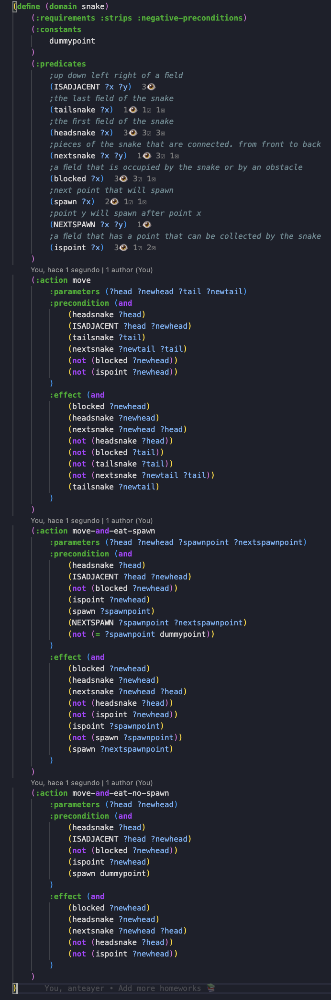 (define (domain snake)
(:requirements :strips :negative-preconditions)
(:constants
dummypoint
)
(:predicates
;up down left right of a field
(ISADJACENT ?x ?y) 3👁
;the last field of the snake
(tailsnake ?x) 1👁 1☑ 1☒
;the first field of the snake
(headsnake ?x) 3👁 3☑ 3☒
;pieces of the snake that are connected. from front to back
(nextsnake ?x ?y) 1👁 3☑ 1☒
;a field that is occupied by the snake or by an obstacle
(blocked ?x) 3👁 3☑ 1☒
;next point that will spawn
(spawn ?x) 2👁 1☑ 1☒
;point y will spawn after point x
(NEXTSPAWN ?x ?y) 1👁
;a field that has a point that can be collected by the snake
(ispoint ?x) 3👁 1☑ 2☒
)
You, hace 1 segundo | 1 author (You)
(:action move
:parameters (?head ?newhead ?tail ?newtail)
:precondition (and
(headsnake ?head)
(ISADJACENT ?head ?newhead)
(tailsnake ?tail)
(nextsnake ?newtail ?tail)
(not (blocked ?newhead))
(not (ispoint ?newhead))
)
:effect (and
(blocked ?newhead)
(headsnake ?newhead)
(nextsnake ?newhead ?head)
(not (headsnake ?head))
(not (blocked ?tail))
(not (tailsnake ?tail))
(not (nextsnake ?newtail ?tail))
(tailsnake ?newtail)
)
)
You, hace 1 segundo | 1 author (You)
(:action move-and-eat-spawn
:parameters (?head ?newhead ?spawnpoint ?nextspawnpoint)
:precondition (and
(headsnake ?head)
(ISADJACENT ?head ?newhead)
(not (blocked ?newhead))
(ispoint ?newhead)
(spawn ?spawnpoint)
(NEXTSPAWN ?spawnpoint ?nextspawnpoint)
(not (= ?spawnpoint dummypoint))
)
:effect (and
(blocked ?newhead)
(headsnake ?newhead)
(nextsnake ?newhead ?head)
(not (headsnake ?head))
(not (ispoint ?newhead))
(ispoint ?spawnpoint)
(not (spawn ?spawnpoint))
(spawn ?nextspawnpoint)
)
)
You, hace 1 segundo | 1 author (You)
(:action move-and-eat-no-spawn
:parameters (?head ?newhead)
:precondition (and
(headsnake ?head)
(ISADJACENT ?head ?newhead)
(not (blocked ?newhead))
(ispoint ?newhead)
(spawn dummypoint)
)
:effect (and
(blocked ?newhead)
(headsnake ?newhead)
(nextsnake ?newhead ?head)
(not (headsnake ?head))
(not (ispoint ?newhead))
)
)
) You, anteayer • Add more homeworks 📚